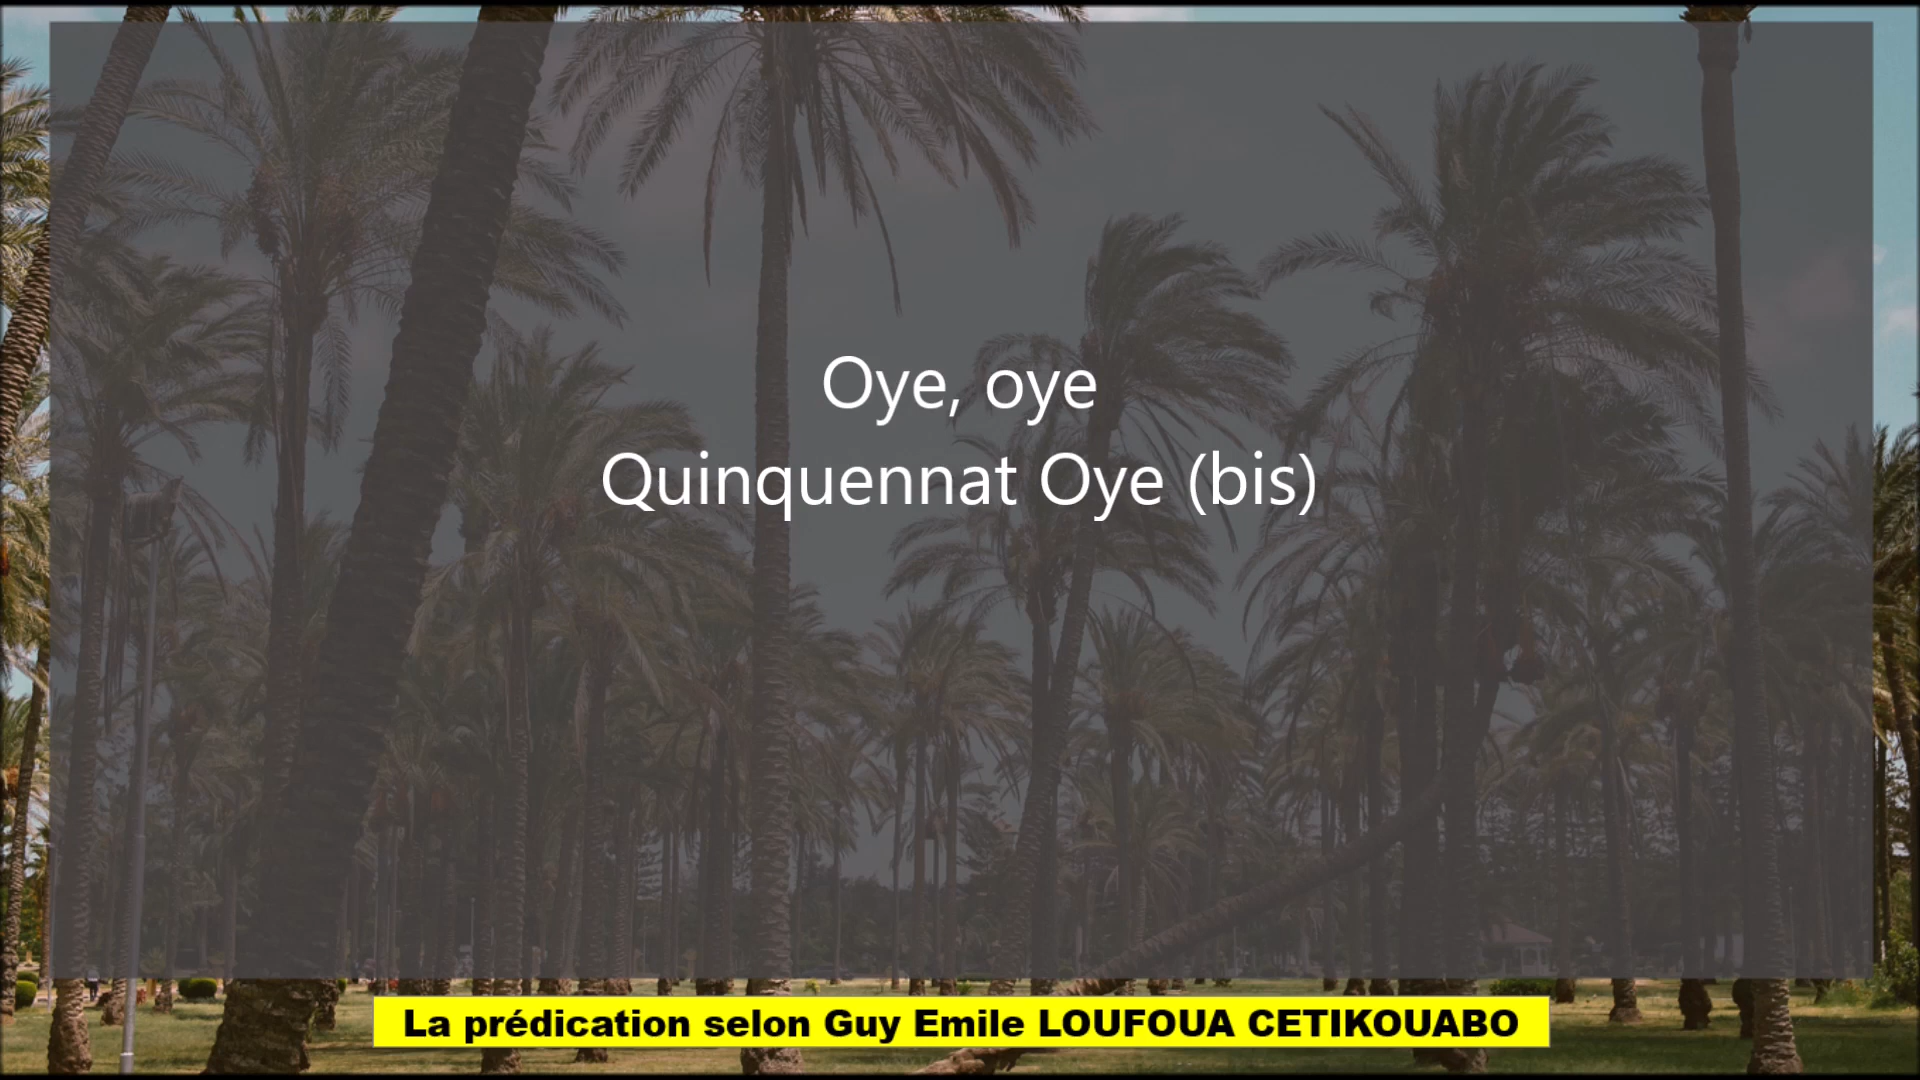 Oye, oye
Quinquennat Oye (bis)
La prédication selon Guy Emile LOUFOUA CETIKOUABO